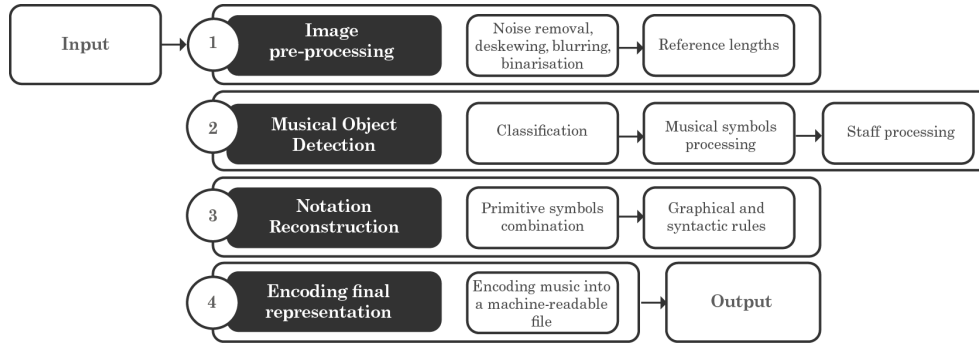 Input
1
Image
pre-processing
Noise removal,
deskewing, blurring,
binarisation
Reference lengths
2
Musical Object
Detection
Classification
Musical symbols
processing
Staff processing
3
Notation
Reconstruction
Primitive symbols
combination
Graphical and
syntactic rules
4
Encoding final
representation
Encoding music into
a machine-readable
file
Output